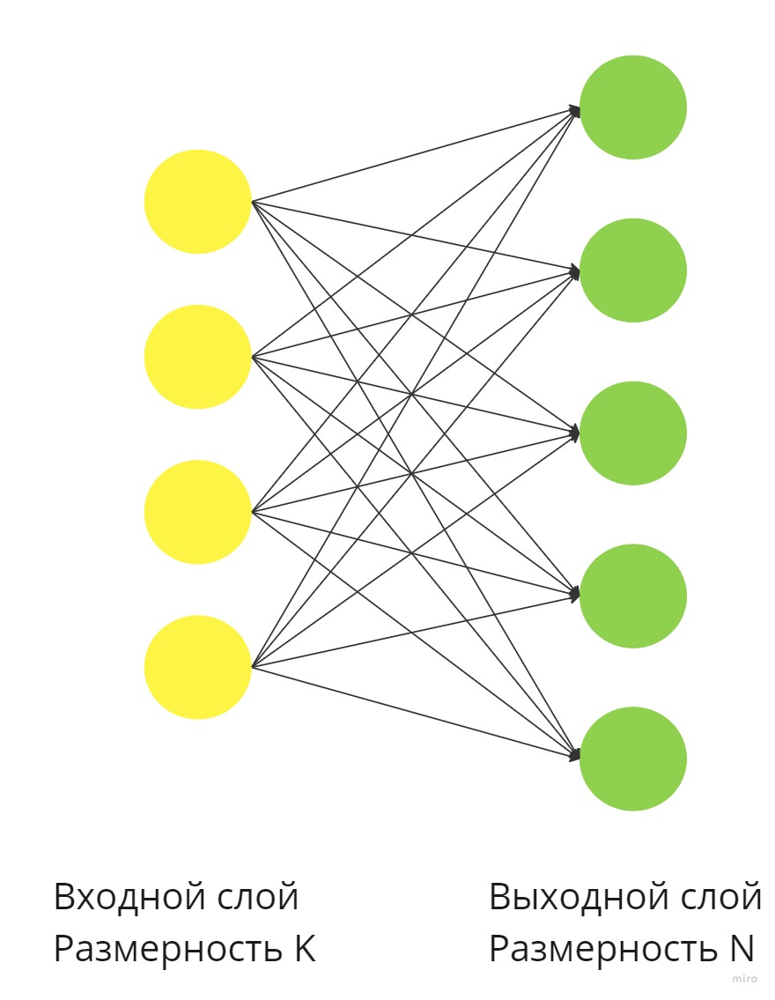 Входной слой
Размерность K
Выходной слой
Размерность N
miro